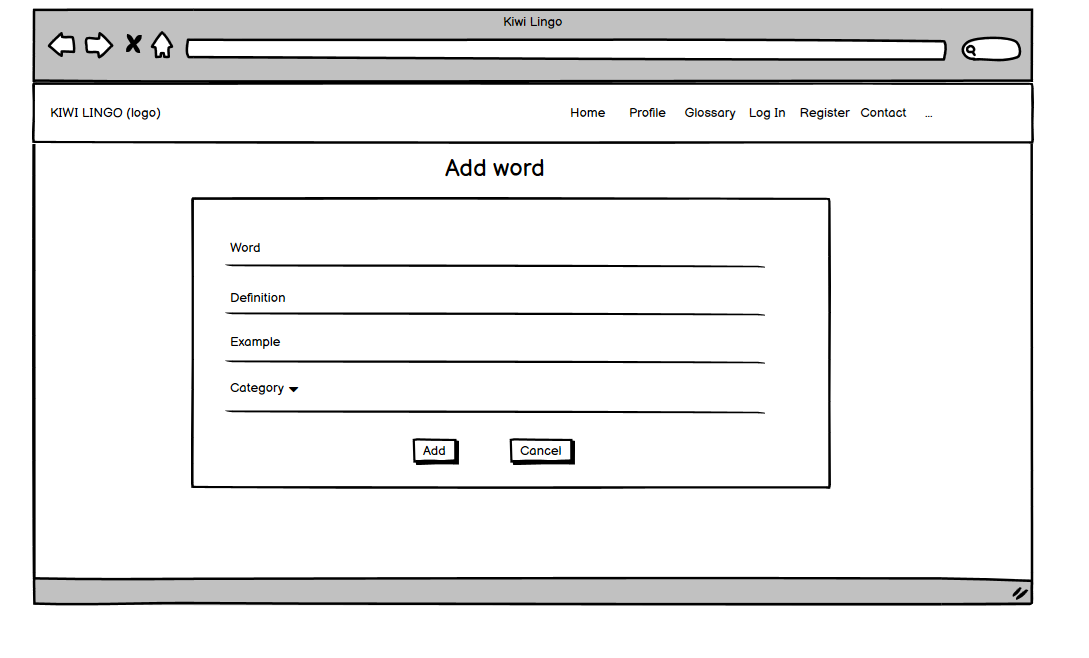 Kiwi Lingo
KIWI LINGO (logo) Home Profile Glossary Log In Register Contact ...
Add word
Word
Definition
Example
Category
Add Cancel